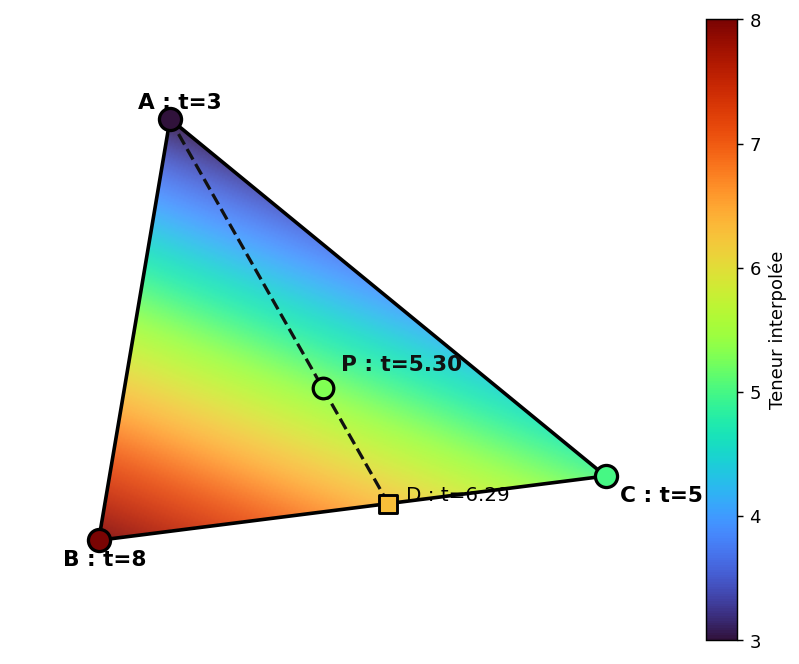 A : t=3
P : t=5.30
D : t=6.29
C : t=5
B : t=8
8
7
6
5
4
3
Teneur interpolée